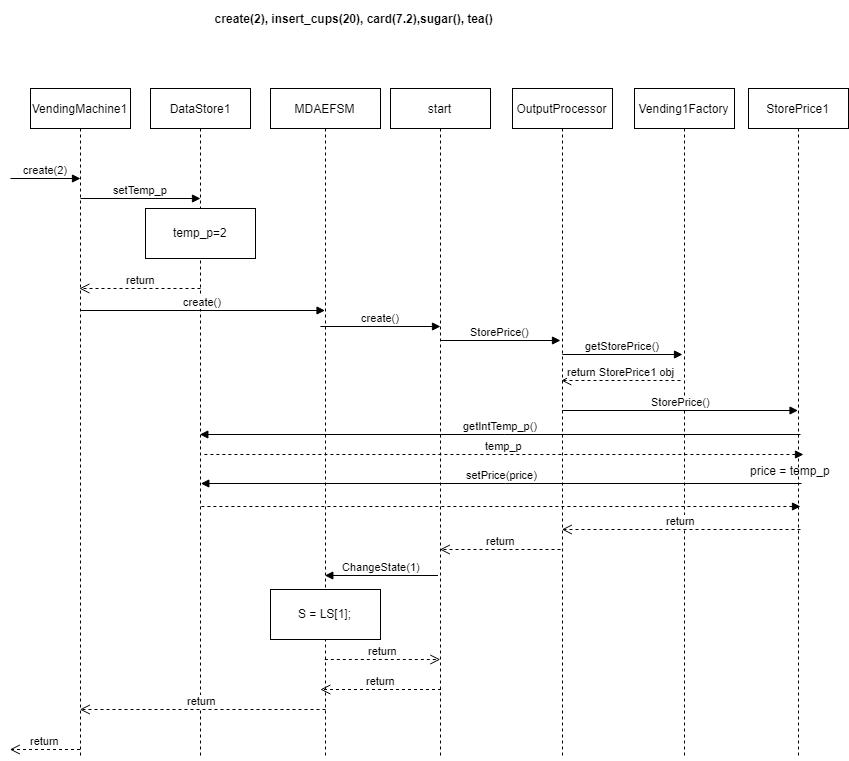 create(2), insert_cups(20), card(7.2),sugar(), tea()
VendingMachine1
DataStore1
MDAEFSM
start
OutputProcessor
Vending1Factory
StorePrice1
create(2)
setTemp_p
temp_p=2
return
create()
create()
StorePrice()
getStorePrice()
return StorePrice1 obj
StorePrice()
getIntTemp_p()
temp_p
price = temp_p
setPrice(price)
return
return
ChangeState(1)
S = LS[1];
return
return
return
return